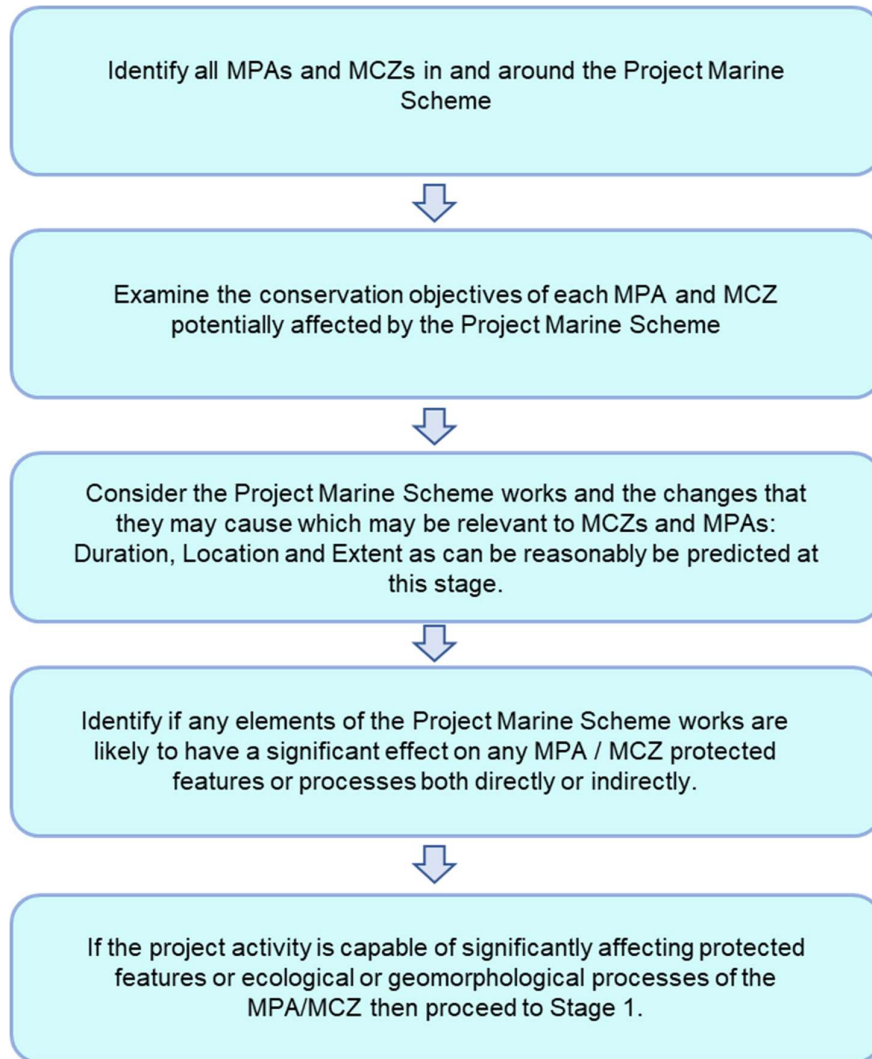 Identify all MPAs and MCZs in and around the Project Marine
Scheme
Examine the conservation objectives of each MPA and MCZ
potentially affected by the Project Marine Scheme
Consider the Project Marine Scheme works and the changes that
they may cause which may be relevant to MCZs and MPAs:
Duration, Location and Extent as can be reasonably be predicted at
this stage.
Identify if any elements of the Project Marine Scheme works are
likely to have a significant effect on any MPA / MCZ protected
features or processes both directly or indirectly.
If the project activity is capable of significantly affecting protected
features or ecological or geomorphological processes of the
MPA/MCZ then proceed to Stage 1.